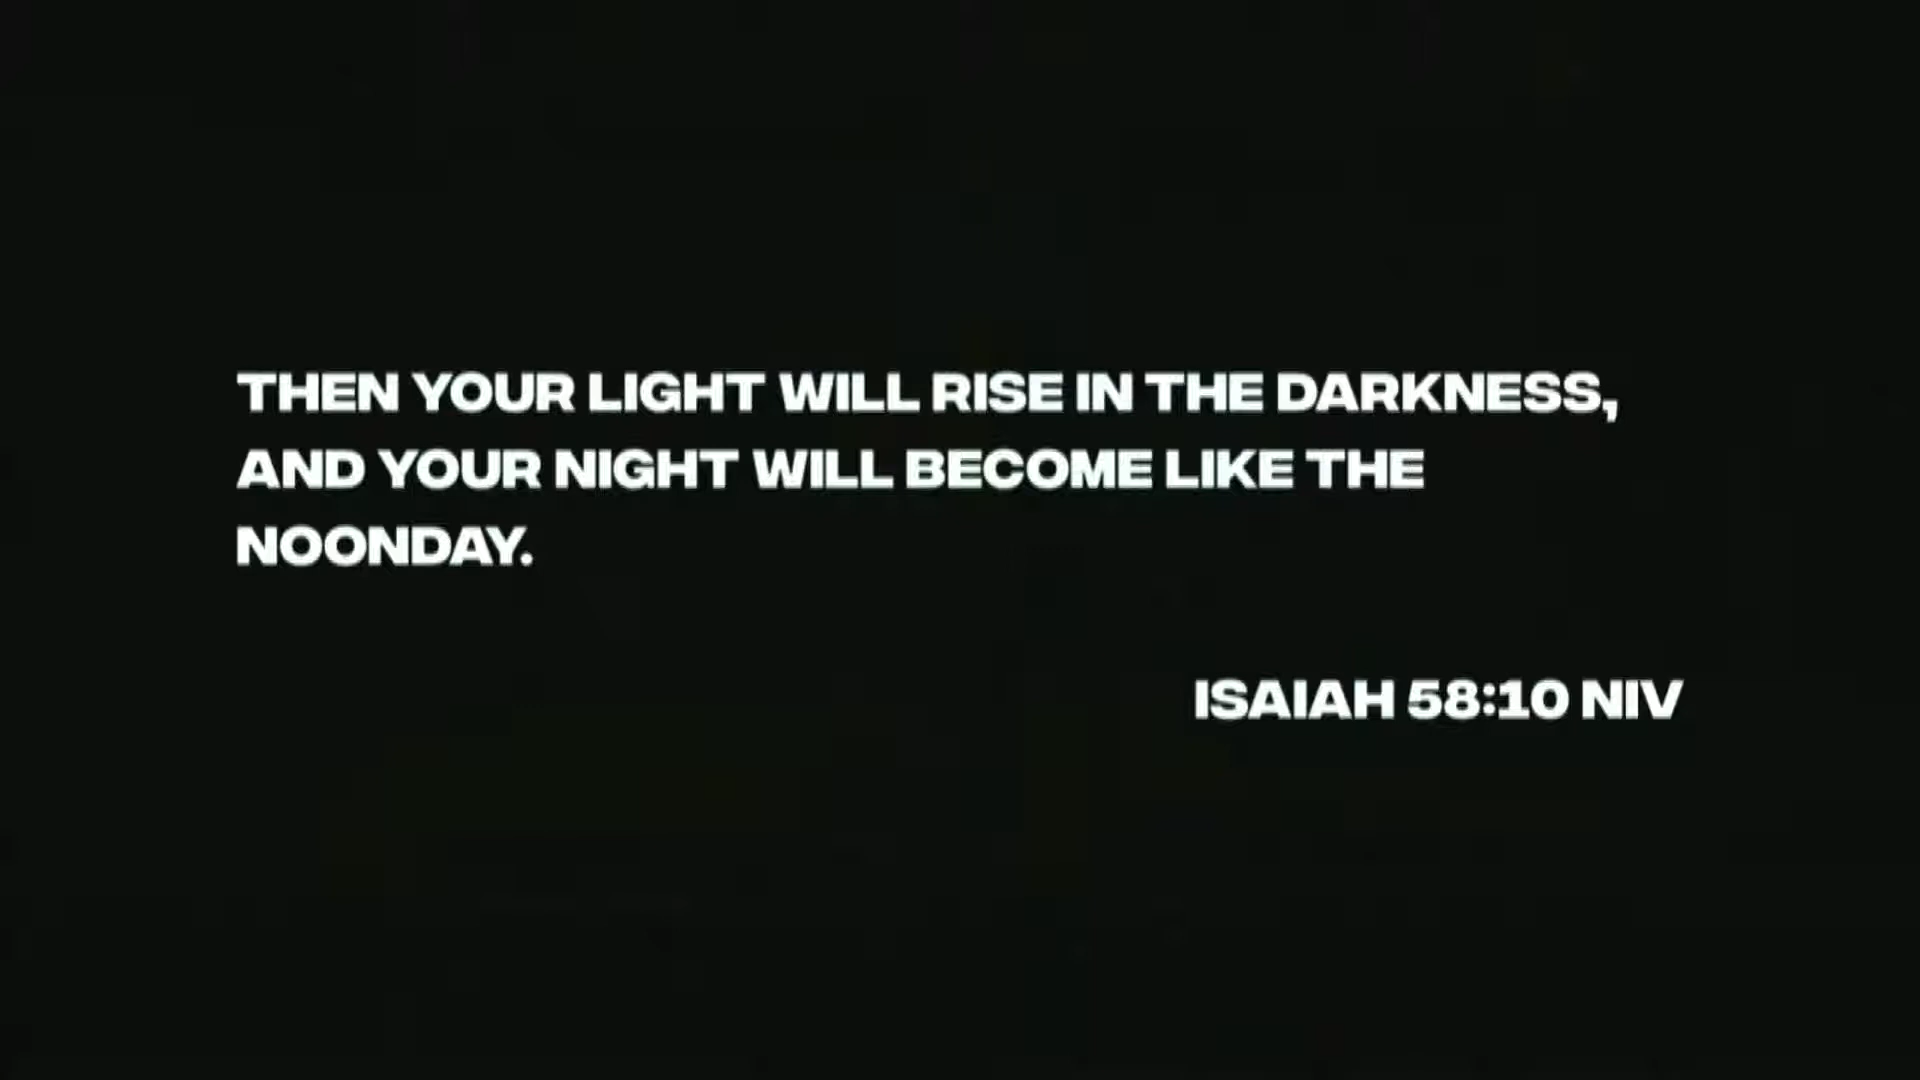 THEN YOUR LIGHT WILL RISE IN THE DARKNESS,
AND YOUR NIGHT WILL BECOME LIKE THE
NOONDAY.
ISAIAH 58:10 NIV